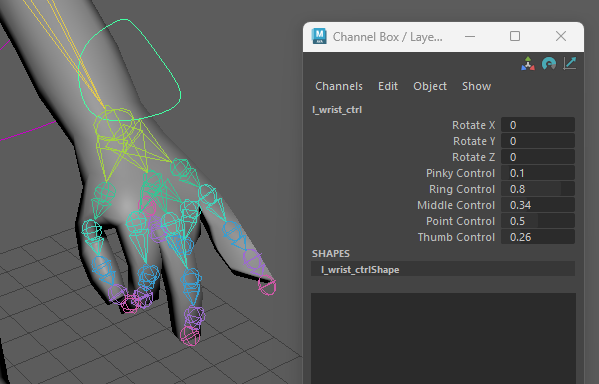 Channel Box / Laye...
Channels Edit Object Show
l_wrist_ctrl
Rotate X 0
Rotate Y 0
Rotate Z 0
Pinky Control 0.1
Ring Control 0.8
Middle Control 0.34
Point Control 0.5
Thumb Control 0.26
SHAPES
l_wrist_ctrlShape